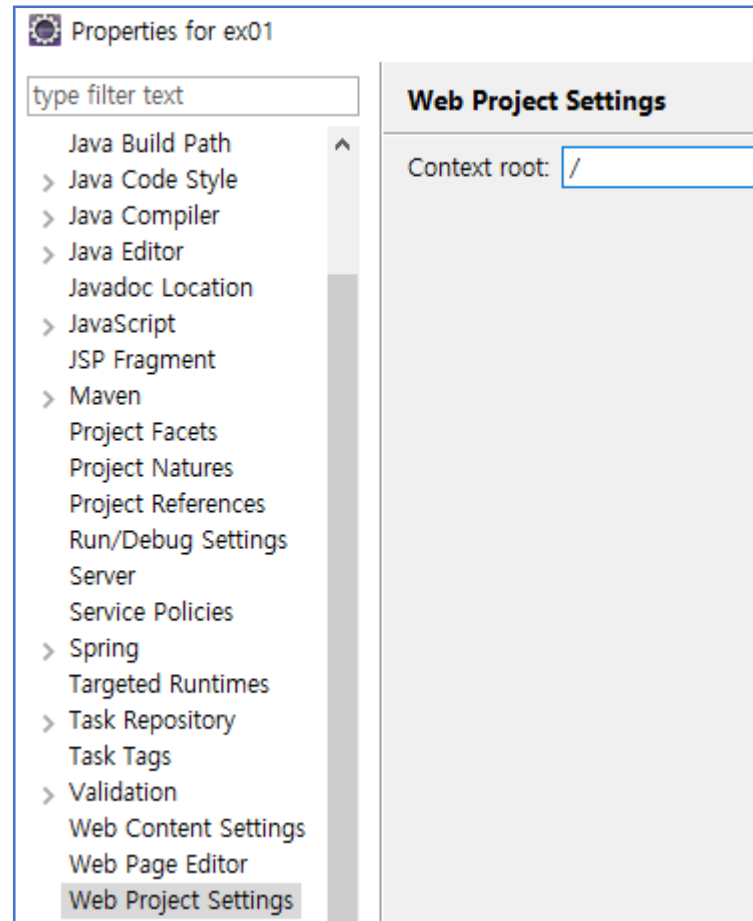 Properties for ex01
type filter text
Java Build Path
Java Code Style
Java Compiler
Java Editor
Javadoc Location
JavaScript
JSP Fragment
Maven
Project Facets
Project Natures
Project References
Run/Debug Settings
Server
Service Policies
Spring
Targeted Runtimes
Task Repository
Task Tags
Validation
Web Content Settings
Web Page Editor
Web Project Settings
Web Project Settings
Context root: /